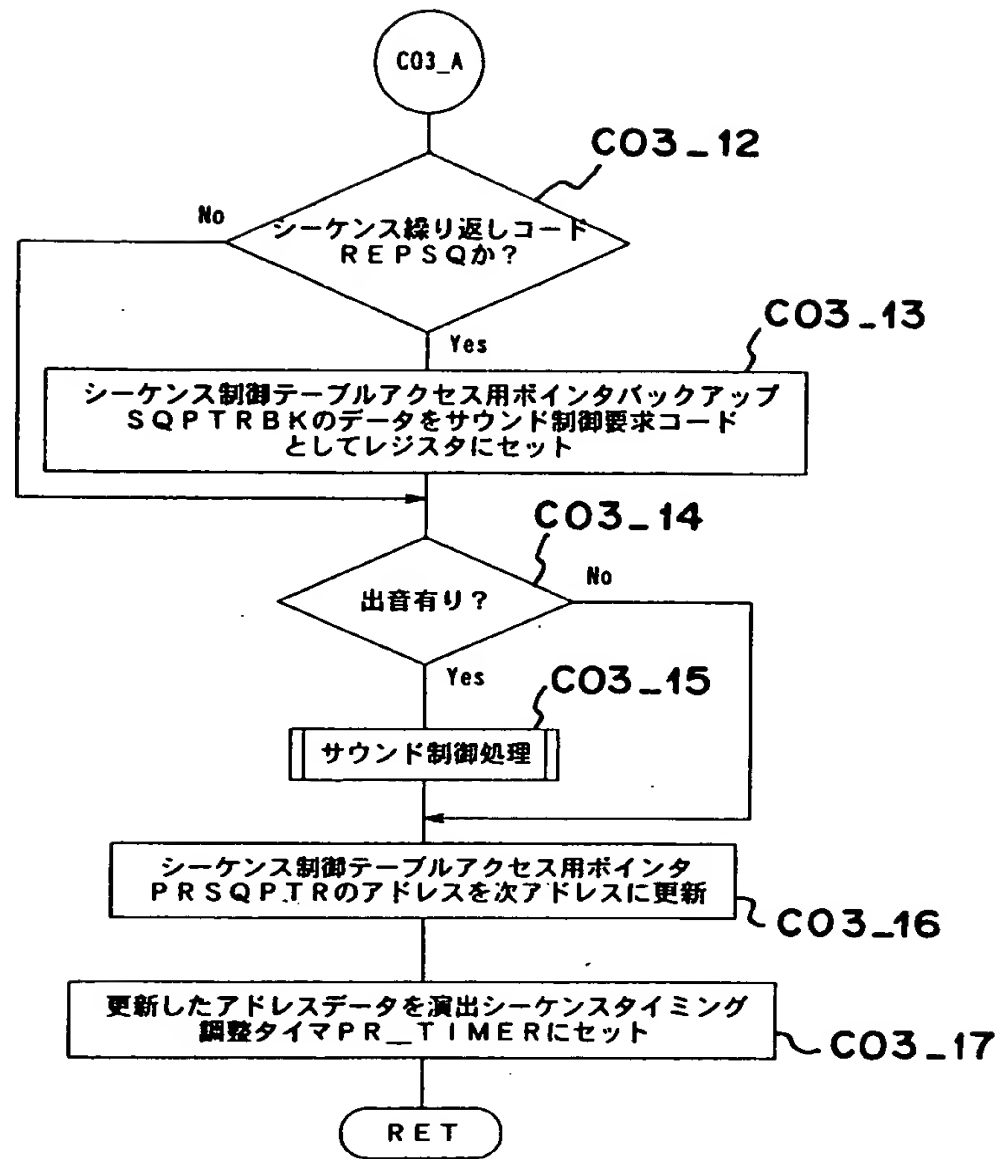 C03_A
C03_12
No
シーケンス繰り返しコード
REPSQか?
Yes
C03_13
シーケンス制御テーブルアクセス用ポインタバックアップ
SQPTRBKのデータをサウンド制御要求コード
としてレジスタにセット
C03_14
出音有り?
No
Yes
C03_15
サウンド制御処理
シーケンス制御テーブルアクセス用ポインタ
PRSQPTRのアドレスを次アドレスに更新
C03_16
更新したアドレスデータを演出シーケンスタイミング
調整タイマPR_TIMERにセット
C03_17
RET